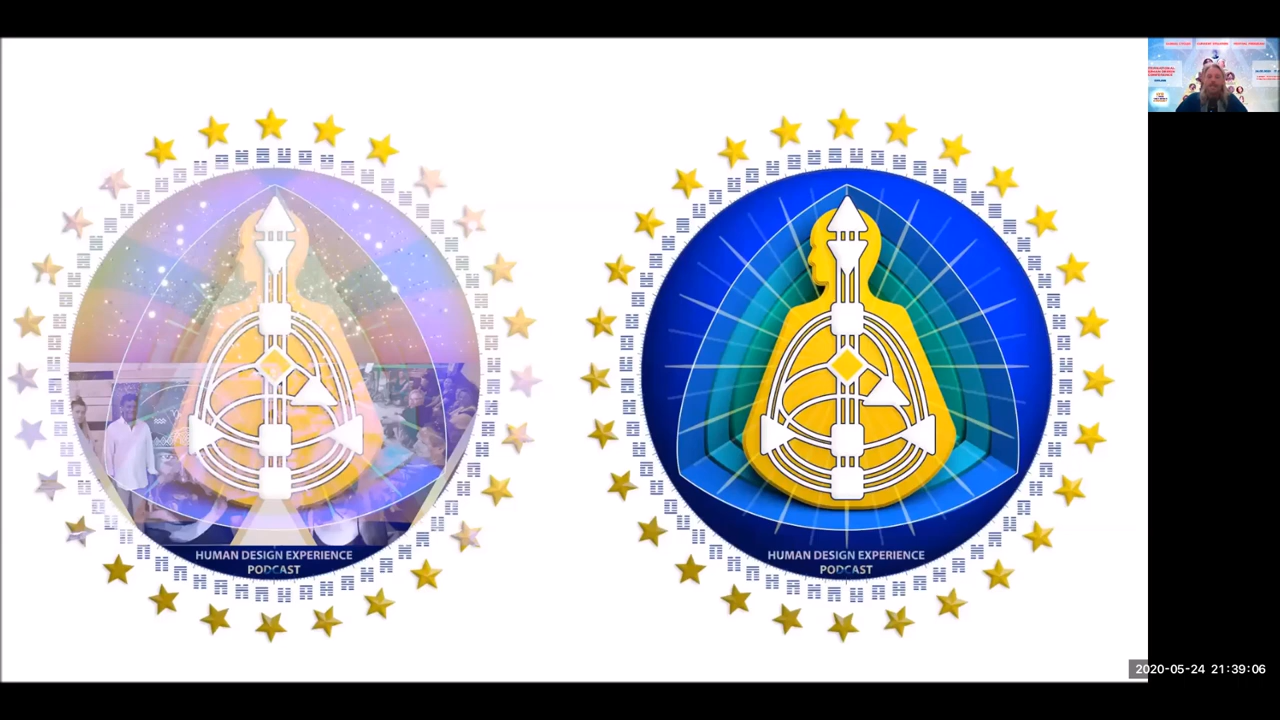 HUMAN DESIGN EXPERIENCE
PODCAST
HUMAN DESIGN EXPERIENCE
PODCAST
2020-05-24 21:39:06